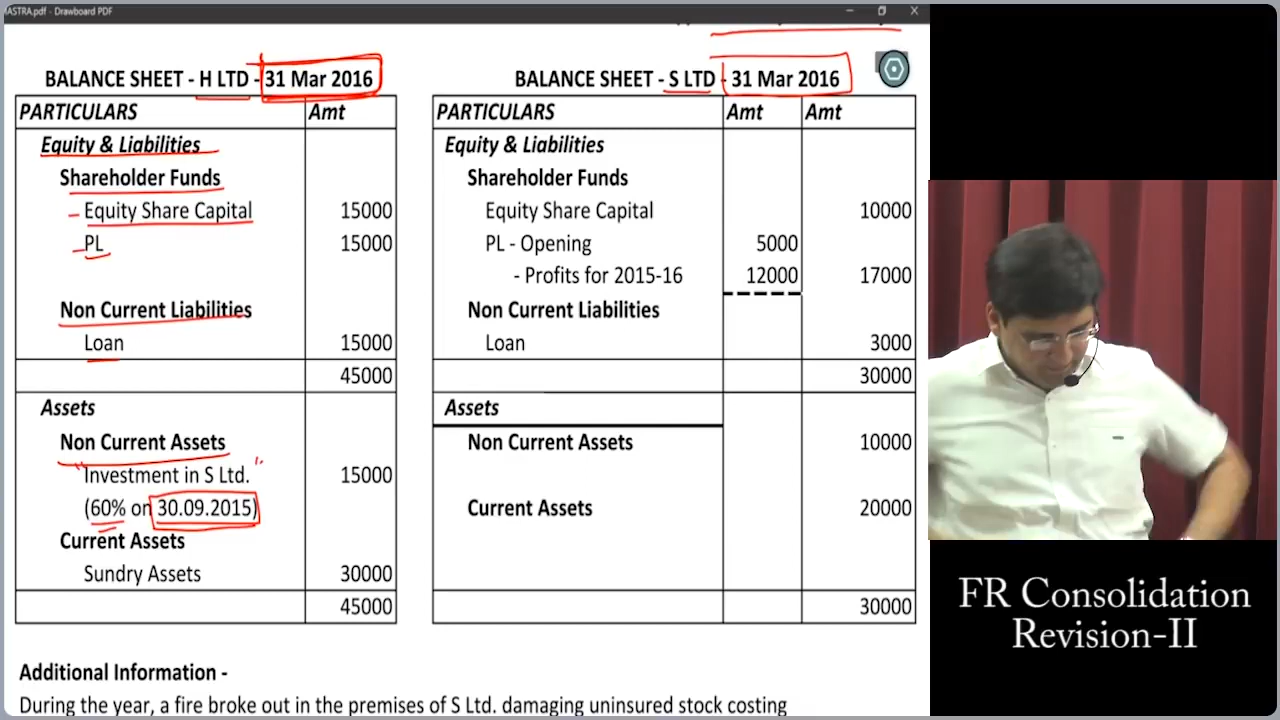 MASTRA.pdf - Drawboard PDF
BALANCE SHEET - H LTD - 31 Mar 2016
PARTICULARS Amt
Equity & Liabilities
Shareholder Funds
Equity Share Capital 15000
PL 15000
Non Current Liabilities
Loan 15000
45000
Assets
Non Current Assets
"Investment in S Ltd." 15000
(60% on 30.09.2015)
Current Assets
Sundry Assets 30000
45000
BALANCE SHEET - S LTD - 31 Mar 2016
PARTICULARS Amt Amt
Equity & Liabilities
Shareholder Funds
Equity Share Capital 10000
PL - Opening 5000
- Profits for 2015-16 12000 17000
Non Current Liabilities
Loan 3000
30000
Assets
Non Current Assets 10000
Current Assets 20000
30000
Additional Information -
During the year, a fire broke out in the premises of S Ltd. damaging uninsured stock costing
FR Consolidation
Revision-II